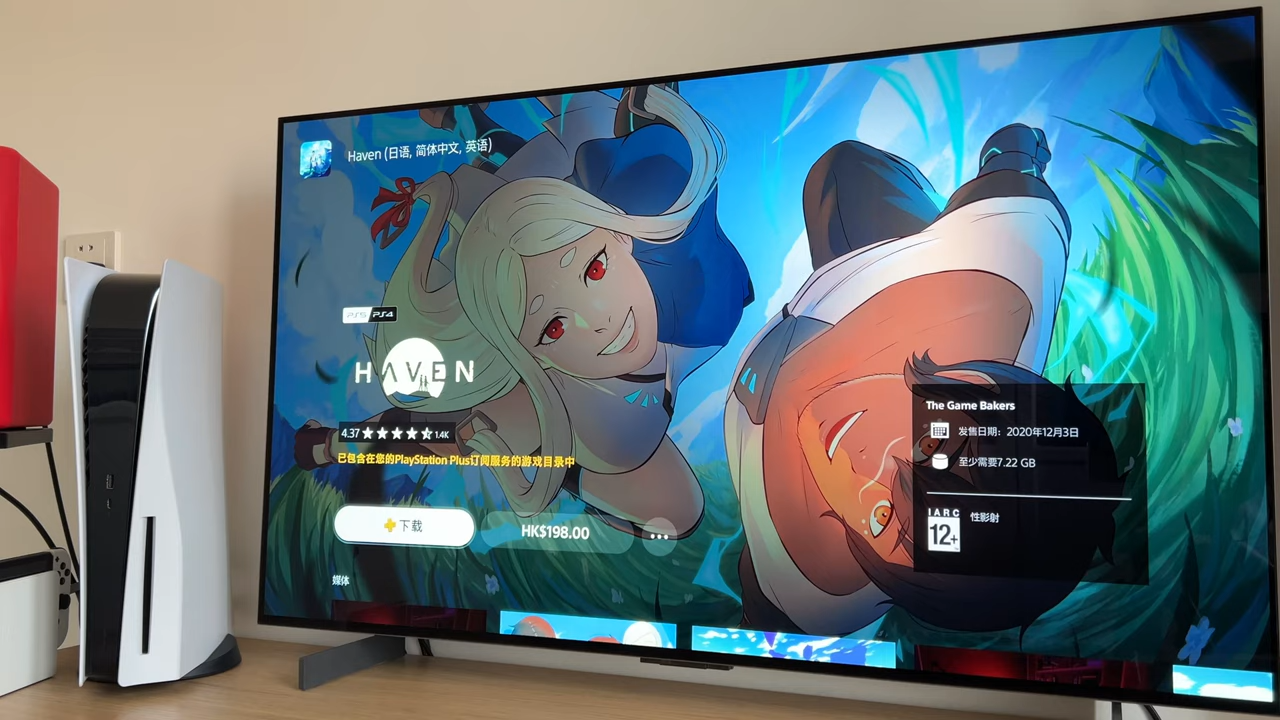 Haven (日语, 简体中文, 英语)
PS5 PS4
HAVEN
4.37 1.4K
已包含在您的PlayStation Plus订阅服务的游戏目录中
下载
HK$198.00
媒体
The Game Bakers
发售日期：2020年12月3日
至少需要7.22 GB
IARC
12+
性影射